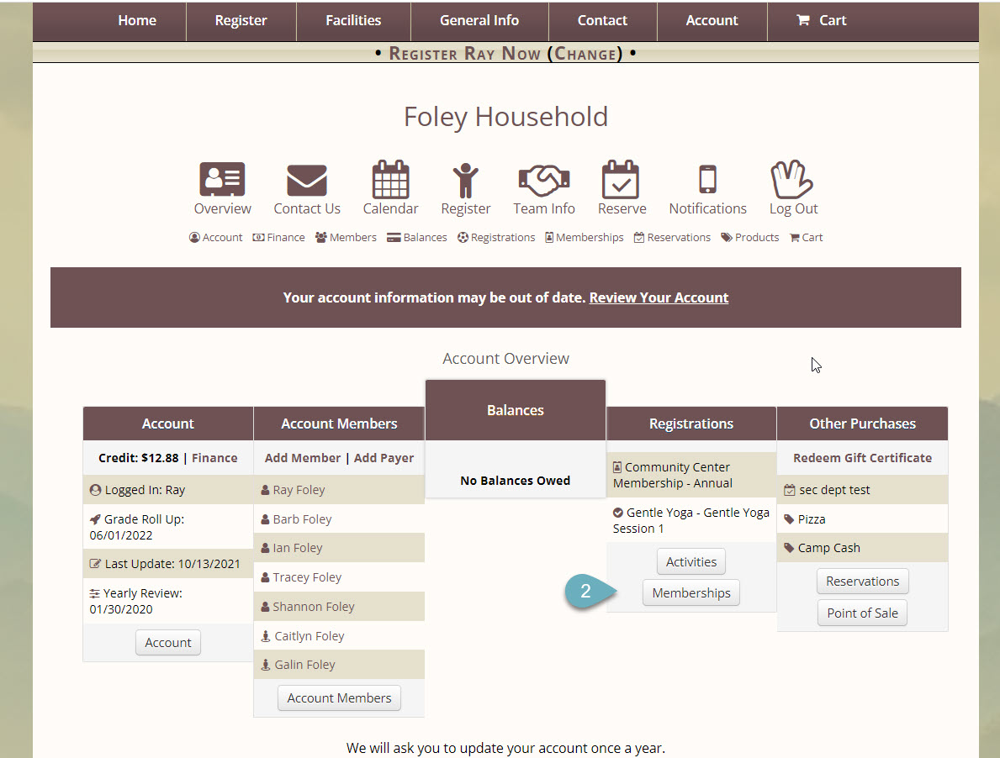 Home Register Facilities General Info Contact Account Cart
• Register Ray Now (Change) •
Foley Household
Overview Contact Us Calendar Register Team Info Reserve Notifications Log Out
Account Finance Members Balances Registrations Memberships Reservations Products Cart
Your account information may be out of date. Review Your Account
Account Overview
Account
Credit: $12.88 | Finance
Logged In: Ray
Grade Roll Up:
06/01/2022
Last Update: 10/13/2021
Yearly Review:
01/30/2020
Account
Account Members
Add Member | Add Payer
Ray Foley
Barb Foley
Ian Foley
Tracey Foley
Shannon Foley
Caitlyn Foley
Galin Foley
Account Members
Balances
No Balances Owed
Registrations
Community Center
Membership - Annual
Gentle Yoga - Gentle Yoga
Session 1
Activities
2
Memberships
Other Purchases
Redeem Gift Certificate
sec dept test
Pizza
Camp Cash
Reservations
Point of Sale
We will ask you to update your account once a year.